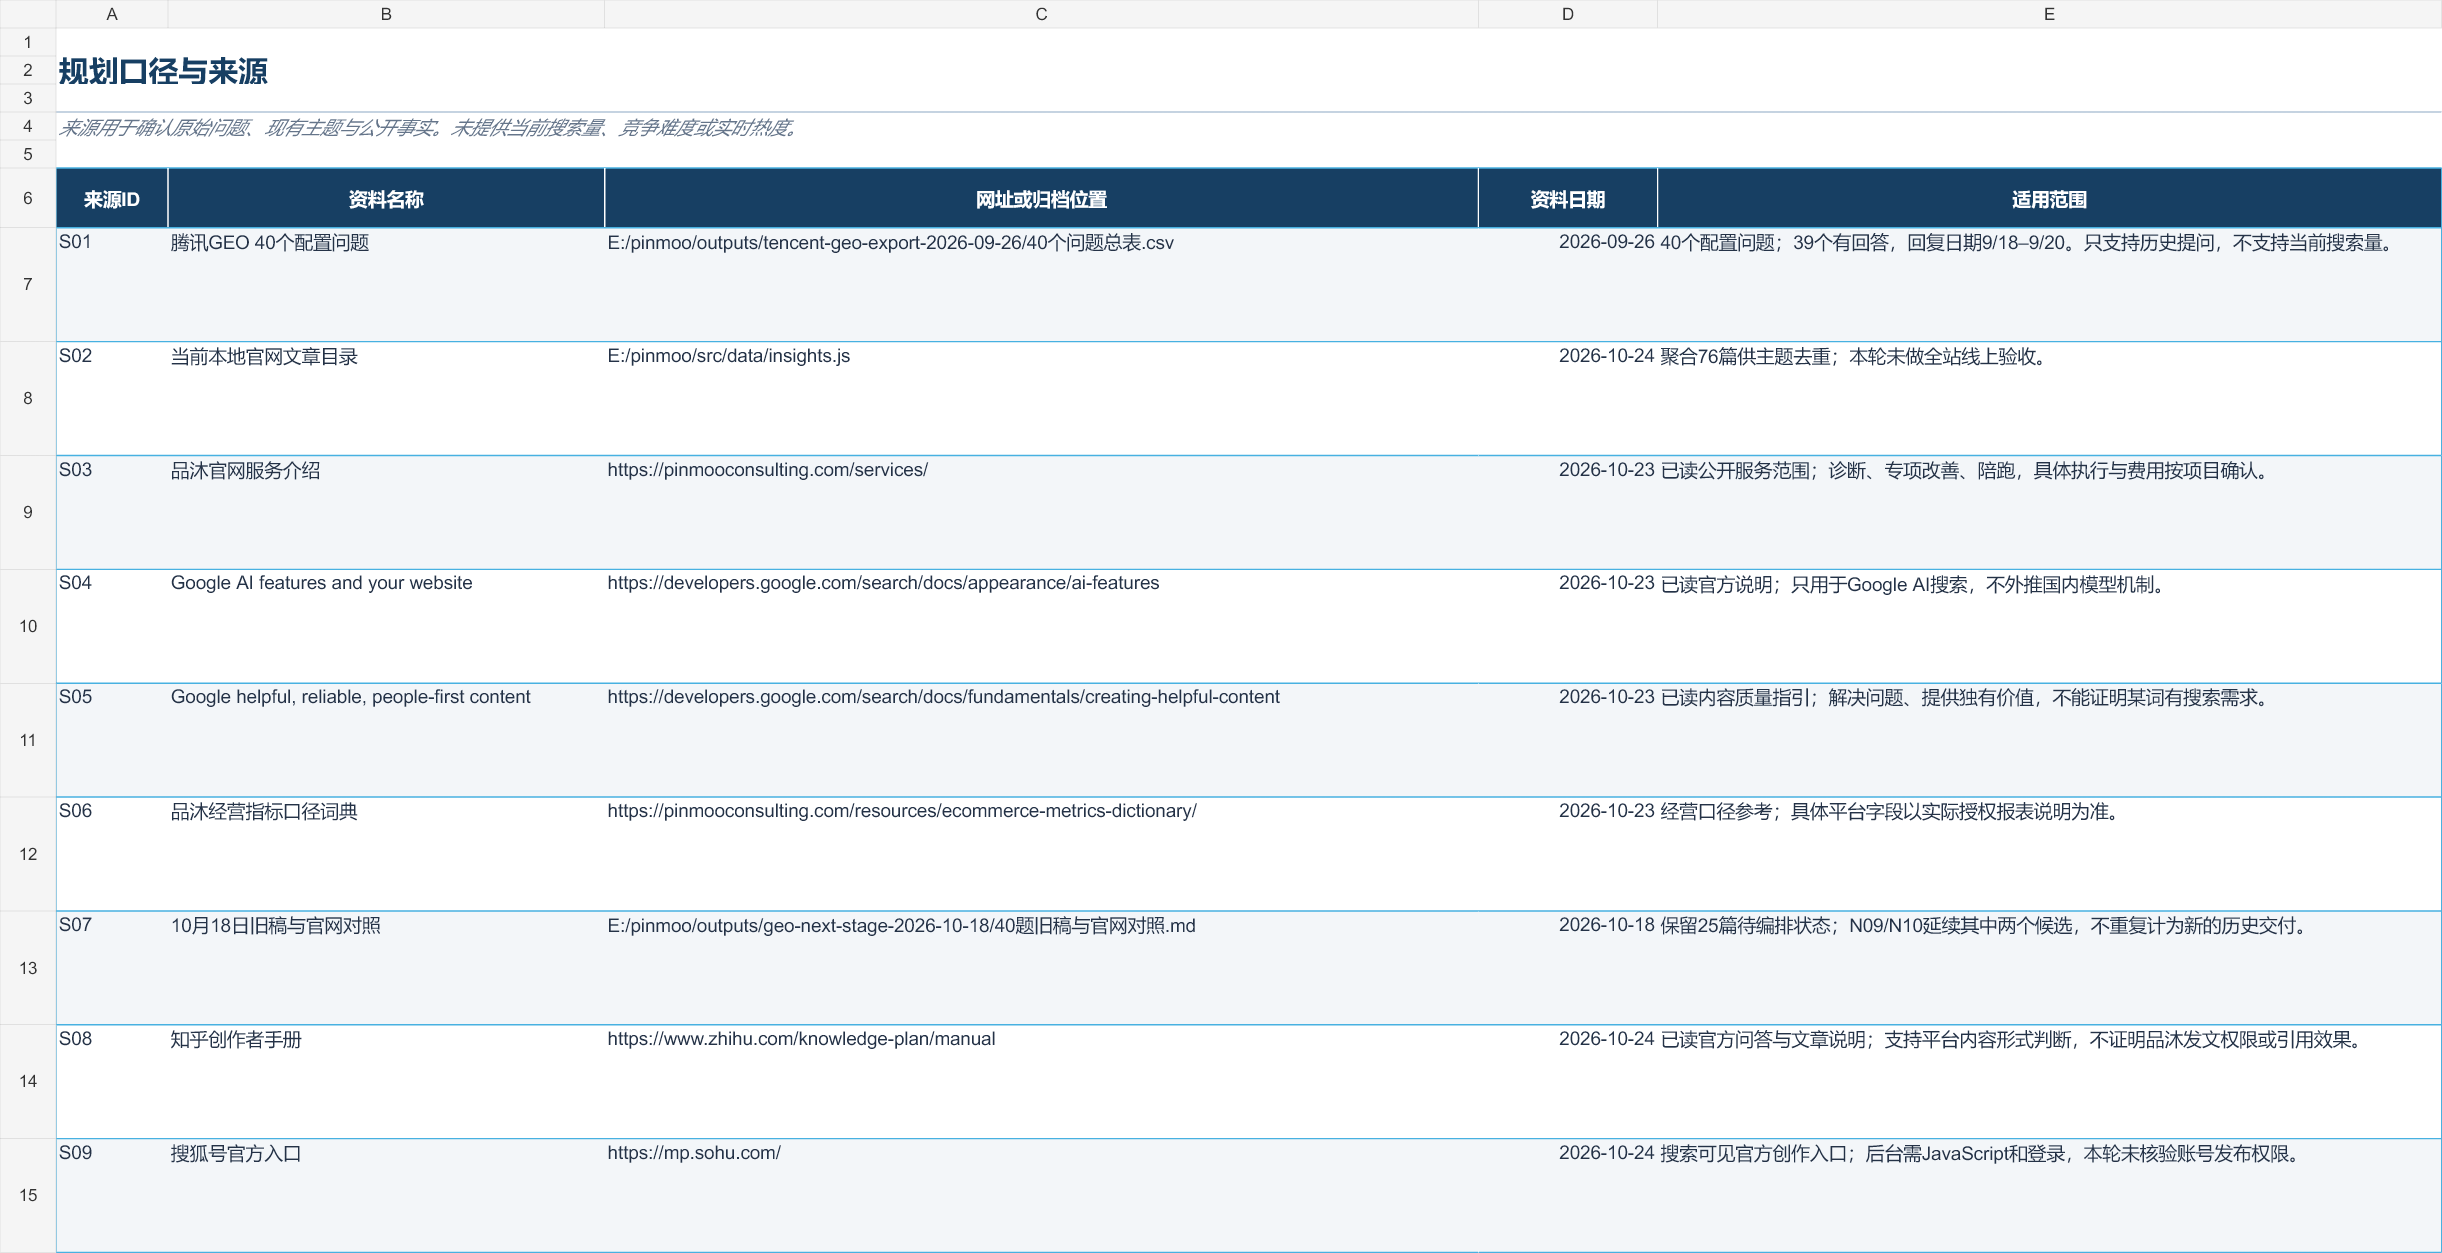 A B C D E
1
2 规划口径与来源
3
4 来源用于确认原始问题、现有主题与公开事实。未提供当前搜索量、竞争难度或实时热度。
5
6 来源ID 资料名称 网址或归档位置 资料日期 适用范围
7 S01 腾讯GEO 40个配置问题 E:/pinmoo/outputs/tencent-geo-export-2026-09-26/40个问题总表.csv 2026-09-26 40个配置问题；39个有回答，回复日期9/18–9/20。只支持历史提问，不支持当前搜索量。
8 S02 当前本地官网文章目录 E:/pinmoo/src/data/insights.js 2026-10-24 聚合76篇供主题去重；本轮未做全站线上验收。
9 S03 品沐官网服务介绍 https://pinmooconsulting.com/services/ 2026-10-23 已读公开服务范围；诊断、专项改善、陪跑，具体执行与费用按项目确认。
10 S04 Google AI features and your website https://developers.google.com/search/docs/appearance/ai-features 2026-10-23 已读官方说明；只用于Google AI搜索，不外推国内模型机制。
11 S05 Google helpful, reliable, people-first content https://developers.google.com/search/docs/fundamentals/creating-helpful-content 2026-10-23 已读内容质量指引；解决问题、提供独有价值，不能证明某词有搜索需求。
12 S06 品沐经营指标口径词典 https://pinmooconsulting.com/resources/ecommerce-metrics-dictionary/ 2026-10-23 经营口径参考；具体平台字段以实际授权报表说明为准。
13 S07 10月18日旧稿与官网对照 E:/pinmoo/outputs/geo-next-stage-2026-10-18/40题旧稿与官网对照.md 2026-10-18 保留25篇待编排状态；N09/N10延续其中两个候选，不重复计为新的历史交付。
14 S08 知乎创作者手册 https://www.zhihu.com/knowledge-plan/manual 2026-10-24 已读官方问答与文章说明；支持平台内容形式判断，不证明品沐发文权限或引用效果。
15 S09 搜狐号官方入口 https://mp.sohu.com/ 2026-10-24 搜索可见官方创作入口；后台需JavaScript和登录，本轮未核验账号发布权限。